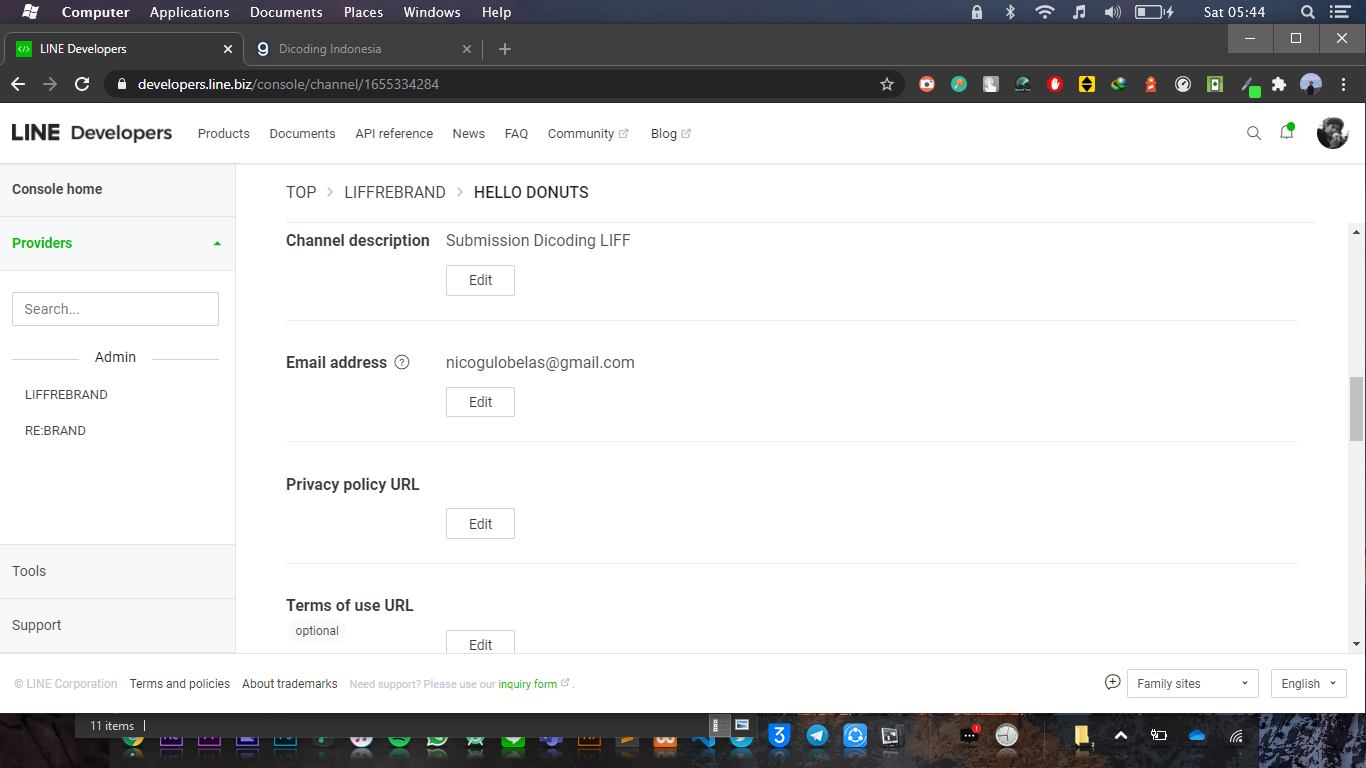 Computer Applications Documents Places Windows Help Sat 05:44
LINE Developers Dicoding Indonesia
developers.line.biz/console/channel/1655334284
LINE Developers Products Documents API reference News FAQ Community Blog
Console home
Providers
Search...
Admin
LIFFREBRAND
RE:BRAND
Tools
Support
TOP > LIFFREBRAND > HELLO DONUTS
Channel description Submission Dicoding LIFF
Edit
Email address ? nicogulobelas@gmail.com
Edit
Privacy policy URL
Edit
Terms of use URL
optional
Edit
© LINE Corporation Terms and policies About trademarks Need support? Please use our inquiry form . Family sites English
11 items